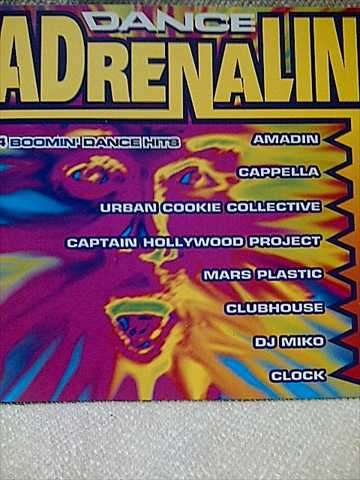 DANCE
ADRENALIN
4 BOOMIN' DANCE HITS
AMADIN
CAPPELLA
URBAN COOKIE COLLECTIVE
CAPTAIN HOLLYWOOD PROJECT
MARS PLASTIC
CLUBHOUSE
DJ MIKO
CLOCK